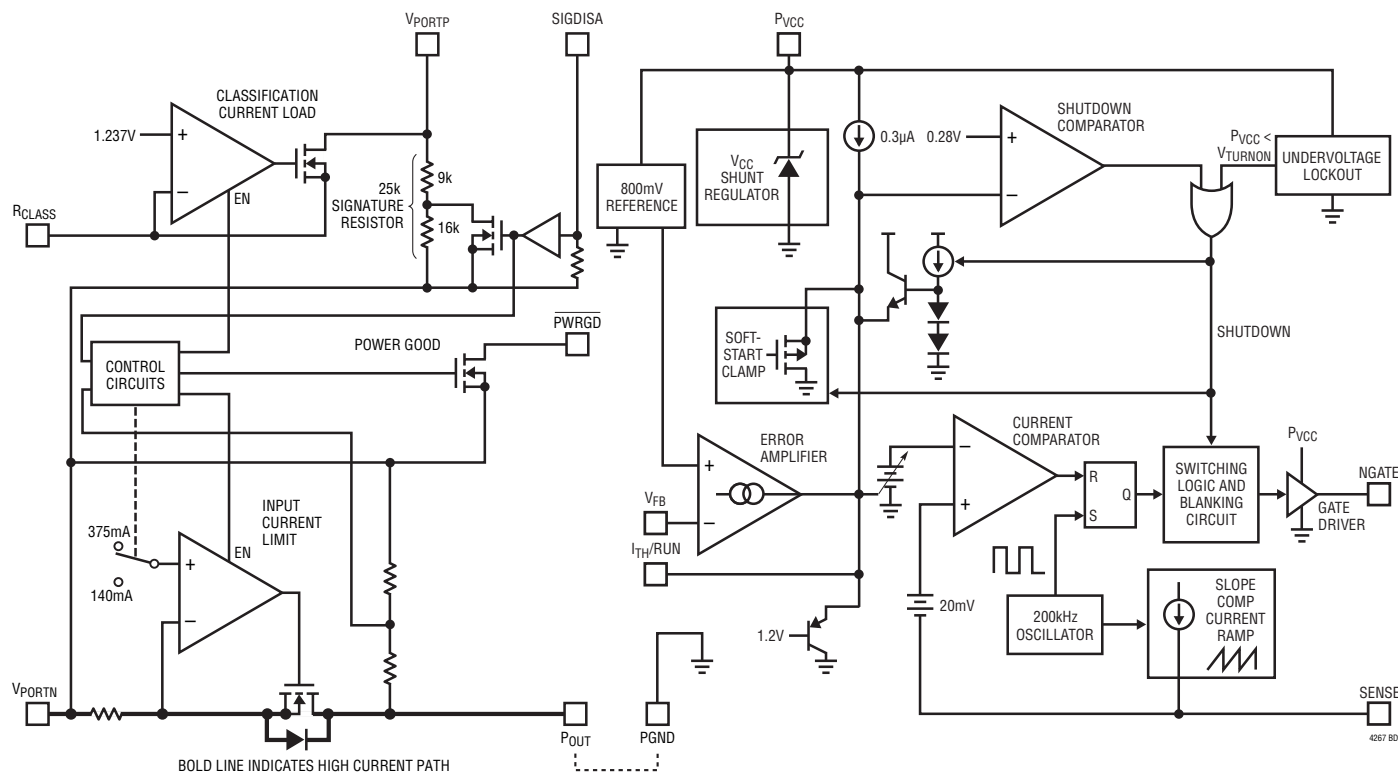 VPORTP
SIGDISA
PVCC
CLASSIFICATION
CURRENT LOAD
1.237V
+
−
EN
RCLASS
25k
SIGNATURE
RESISTOR
9k
16k
800mV
REFERENCE
VCC
SHUNT
REGULATOR
0.3µA
0.28V
+
−
SHUTDOWN
COMPARATOR
PVCC <
VTURNON
UNDERVOLTAGE
LOCKOUT
SHUTDOWN
CONTROL
CIRCUITS
POWER GOOD
PWRGD
SOFT-
START
CLAMP
375mA
140mA
INPUT
CURRENT
LIMIT
EN
+
−
ERROR
AMPLIFIER
+
−
VFB
ITH/RUN
1.2V
CURRENT
COMPARATOR
−
+
20mV
R
S
Q
SWITCHING
LOGIC AND
BLANKING
CIRCUIT
PVCC
GATE
DRIVER
NGATE
200kHz
OSCILLATOR
SLOPE
COMP
CURRENT
RAMP
VPORTN
POUT
PGND
SENSE
BOLD LINE INDICATES HIGH CURRENT PATH
4267 BD